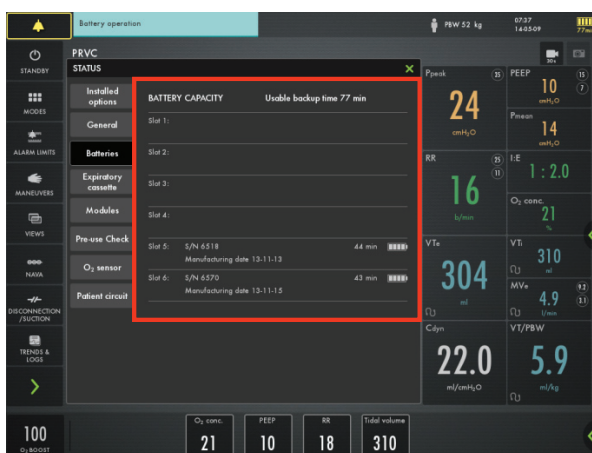 Battery operation
PBW 52 kg
07:37
14-05-09
77min
STANDBY
MODES
ALARM LIMITS
MANEUVERS
VIEWS
NAVA
DISCONNECTION
/SUCTION
TRENDS &
LOGS
100
O₂ BOOST
PRVC
30 s
STATUS
Installed
options
General
Batteries
Expiratory
cassette
Modules
Pre-use Check
O₂ sensor
Patient circuit
BATTERY CAPACITY Usable backup time 77 min
Slot 1:
Slot 2:
Slot 3:
Slot 4:
Slot 5: S/N 6518 44 min
Manufacturing date 13-11-13
Slot 6: S/N 6570 43 min
Manufacturing date 13-11-15
Ppeak 35
24
cmH₂O
PEEP 15
7
10
cmH₂O
Pmean
14
cmH₂O
RR 25
11
16
b/min
I:E
1 : 2.0
O₂ conc.
21
%
VTe
304
ml
VTi
310
ml
MVe 9.2
3.1
4.9
l/min
Cdyn
22.0
ml/cmH₂O
VT/PBW
5.9
ml/kg
O₂ conc.
21
PEEP
10
RR
18
Tidal volume
310